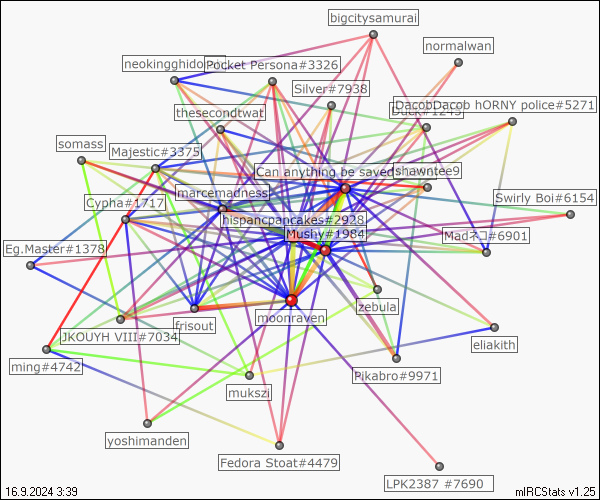 bigcitysamurai
normalwan
neokingghido
Pocket Persona#3326
Silver#7938
DacobDacob hORNY police#5271
thesecondtwat
somass
Majestic#3375
Can anything be saved
shawntee9
marcemadness
Cypha#1717
Swirly Boi#6154
hispancpancakes#2928
Mushy#1984
Madネコ#6901
Eg.Master#1378
zebula
moonraven
frisout
JKOUYH VIII#7034
eliakith
ming#4742
Pikabro#9971
mukszi
yoshimanden
Fedora Stoat#4479
LPK2387 #7690
16.9.2024 3:39
mIRCStats v1.25